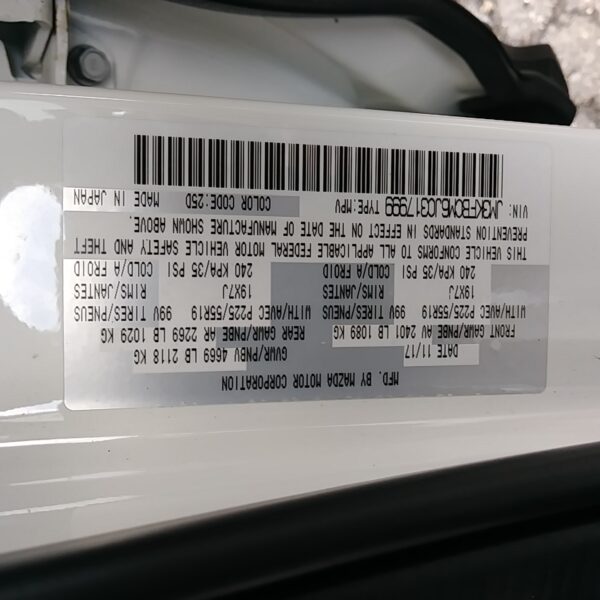 MFD. BY MAZDA MOTOR CORPORATION
DATE 11/17 GVWR/PNBV 4669 LB 2118 KG
FRONT GAWR/PNBE AV 2401 LB 1089 KG REAR GAWR/PNBE AR 2269 LB 1029 KG
WITH/AVEC P225/55R19 99V TIRES/PNEUS WITH/AVEC P225/55R19 99V TIRES/PNEUS
19X7J RIMS/JANTES 19X7J RIMS/JANTES
240 KPA/35 PSI COLD/A FROID 240 KPA/35 PSI COLD/A FROID
THIS VEHICLE CONFORMS TO ALL APPLICABLE FEDERAL MOTOR VEHICLE SAFETY AND THEFT
PREVENTION STANDARDS IN EFFECT ON THE DATE OF MANUFACTURE SHOWN ABOVE.
VIN: JM3KFBCM6JC317999 TYPE:MPV COLOR CODE:25D MADE IN JAPAN